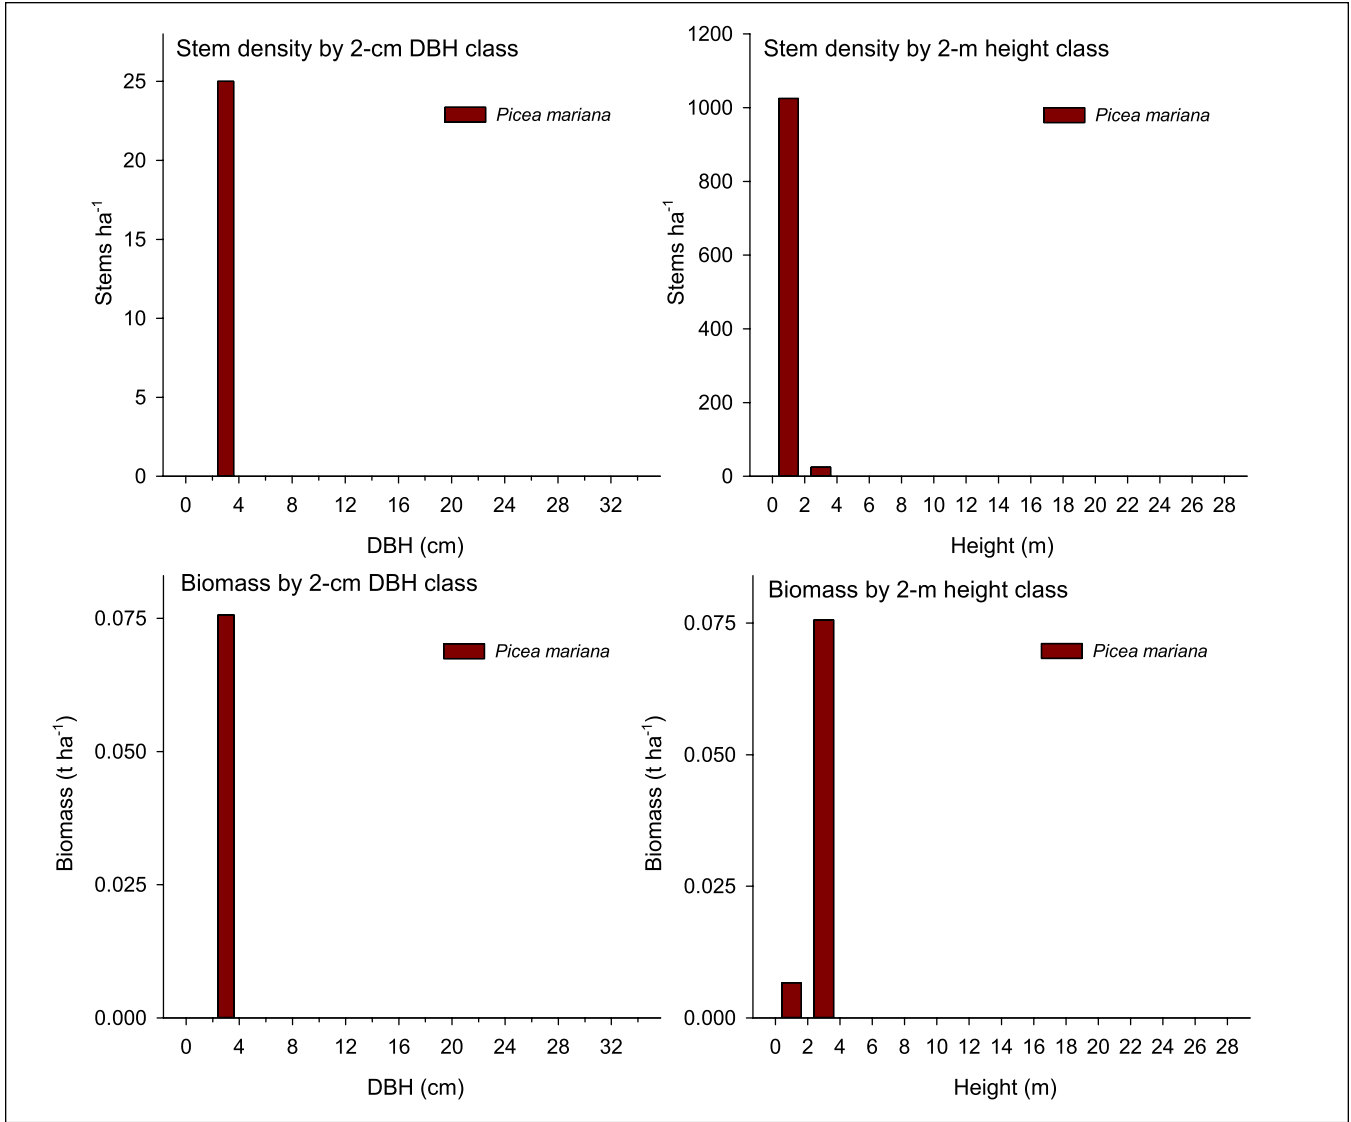 Stem density by 2-cm DBH class
Picea mariana
Stems ha-1
25
20
15
10
5
0
0 4 8 12 16 20 24 28 32
DBH (cm)
Stem density by 2-m height class
Picea mariana
Stems ha-1
1200
1000
800
600
400
200
0
0 2 4 6 8 10 12 14 16 18 20 22 24 26 28
Height (m)
Biomass by 2-cm DBH class
Picea mariana
Biomass (t ha-1)
0.075
0.050
0.025
0.000
0 4 8 12 16 20 24 28 32
DBH (cm)
Biomass by 2-m height class
Picea mariana
Biomass (t ha-1)
0.075
0.050
0.025
0.000
0 2 4 6 8 10 12 14 16 18 20 22 24 26 28
Height (m)